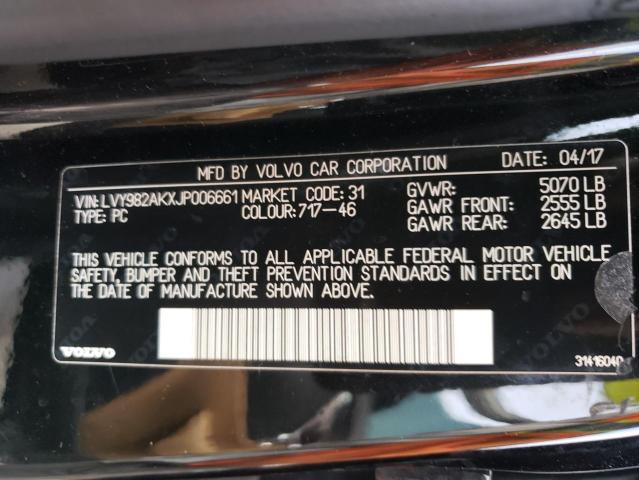 MFD BY VOLVO CAR CORPORATION DATE: 04/17
VIN: LVY982AKXJP006661 MARKET CODE: 31 GVWR: 5070 LB
TYPE: PC COLOUR: 717-46 GAWR FRONT: 2555 LB
GAWR REAR: 2645 LB
THIS VEHICLE CONFORMS TO ALL APPLICABLE FEDERAL MOTOR VEHICLE
SAFETY, BUMPER AND THEFT PREVENTION STANDARDS IN EFFECT ON
THE DATE OF MANUFACTURE SHOWN ABOVE.
VOLVO
31416040